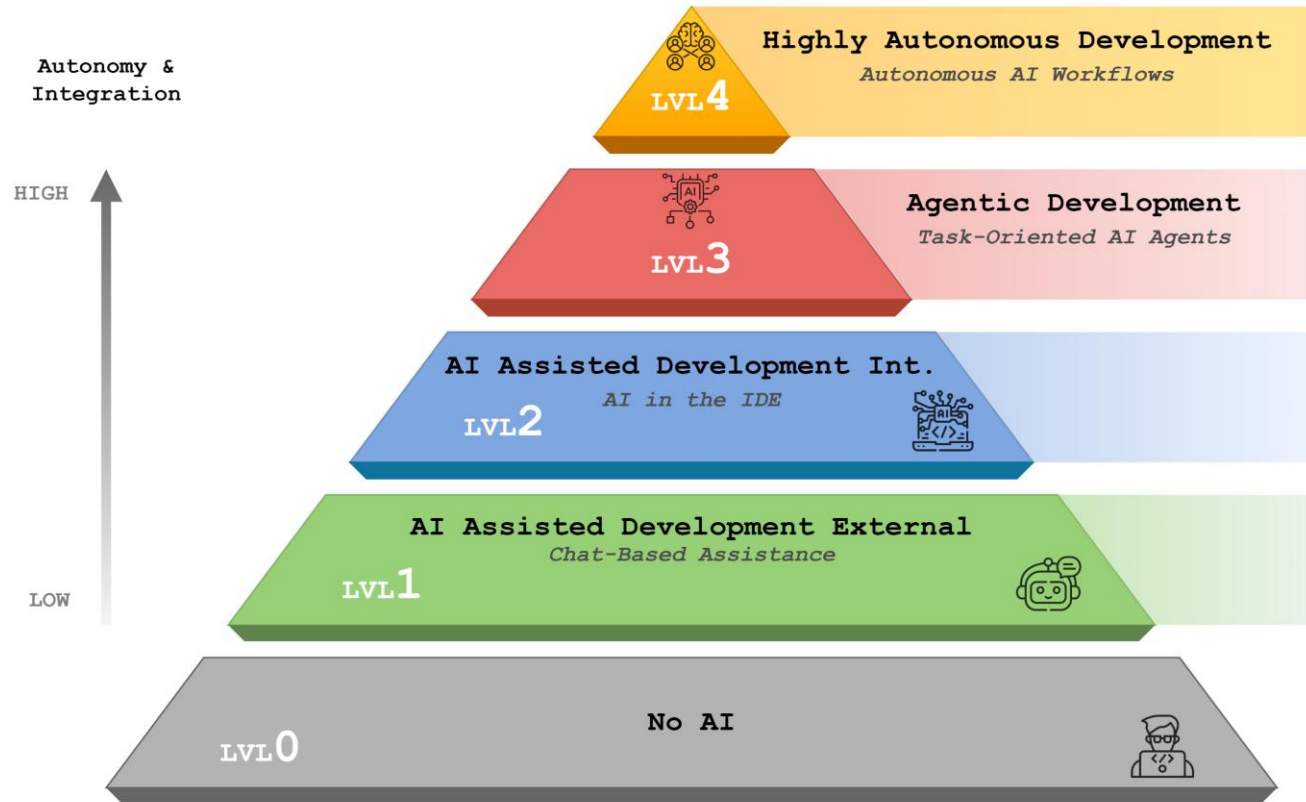 Autonomy &
Integration
HIGH
LOW
Highly Autonomous Development
Autonomous AI Workflows
LVL4
Agentic Development
Task-Oriented AI Agents
AI
LVL3
AI Assisted Development Int.
AI in the IDE
LVL2
AI
</>
AI Assisted Development External
Chat-Based Assistance
LVL1
No AI
LVL0
</>